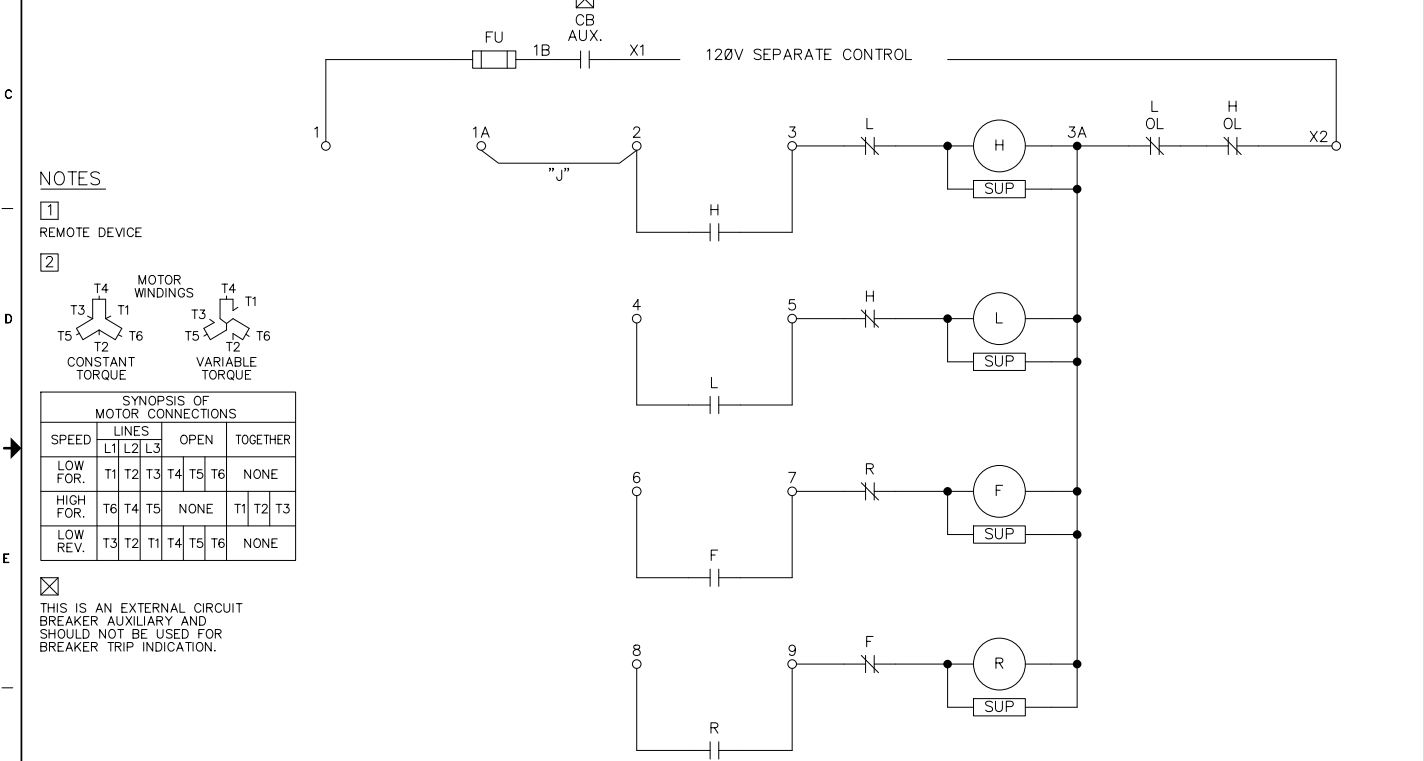 CB
AUX.
FU
1B
X1
12ØV SEPARATE CONTROL
C
1
1A
2
3
L
H
3A
L
OL
H
OL
X2
"J"
SUP
H
NOTES
1
REMOTE DEVICE
2
MOTOR
WINDINGS
T4
T3
T1
T5
T6
T2
CONSTANT
TORQUE
T4
T1
T3
T5
T6
T2
VARIABLE
TORQUE
D
4
5
H
L
SUP
L
SYNOPSIS OF
MOTOR CONNECTIONS
SPEED
LINES
OPEN
TOGETHER
L1 L2 L3
LOW
FOR.
T1 T2 T3 T4 T5 T6 NONE
HIGH
FOR.
T6 T4 T5 NONE T1 T2 T3
LOW
REV.
T3 T2 T1 T4 T5 T6 NONE
6
7
R
F
SUP
F
E
THIS IS AN EXTERNAL CIRCUIT
BREAKER AUXILIARY AND
SHOULD NOT BE USED FOR
BREAKER TRIP INDICATION.
8
9
F
R
SUP
R